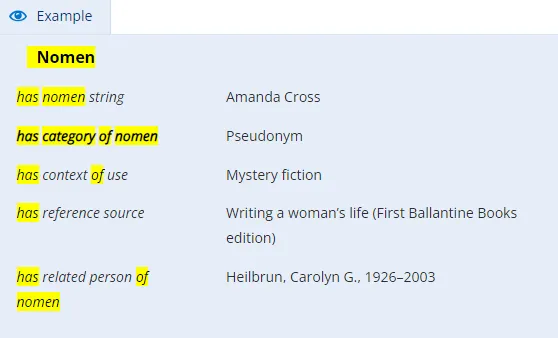 Example
Nomen
has nomen string Amanda Cross
has category of nomen Pseudonym
has context of use Mystery fiction
has reference source Writing a woman’s life (First Ballantine Books
edition)
has related person of Heilbrun, Carolyn G., 1926–2003
nomen